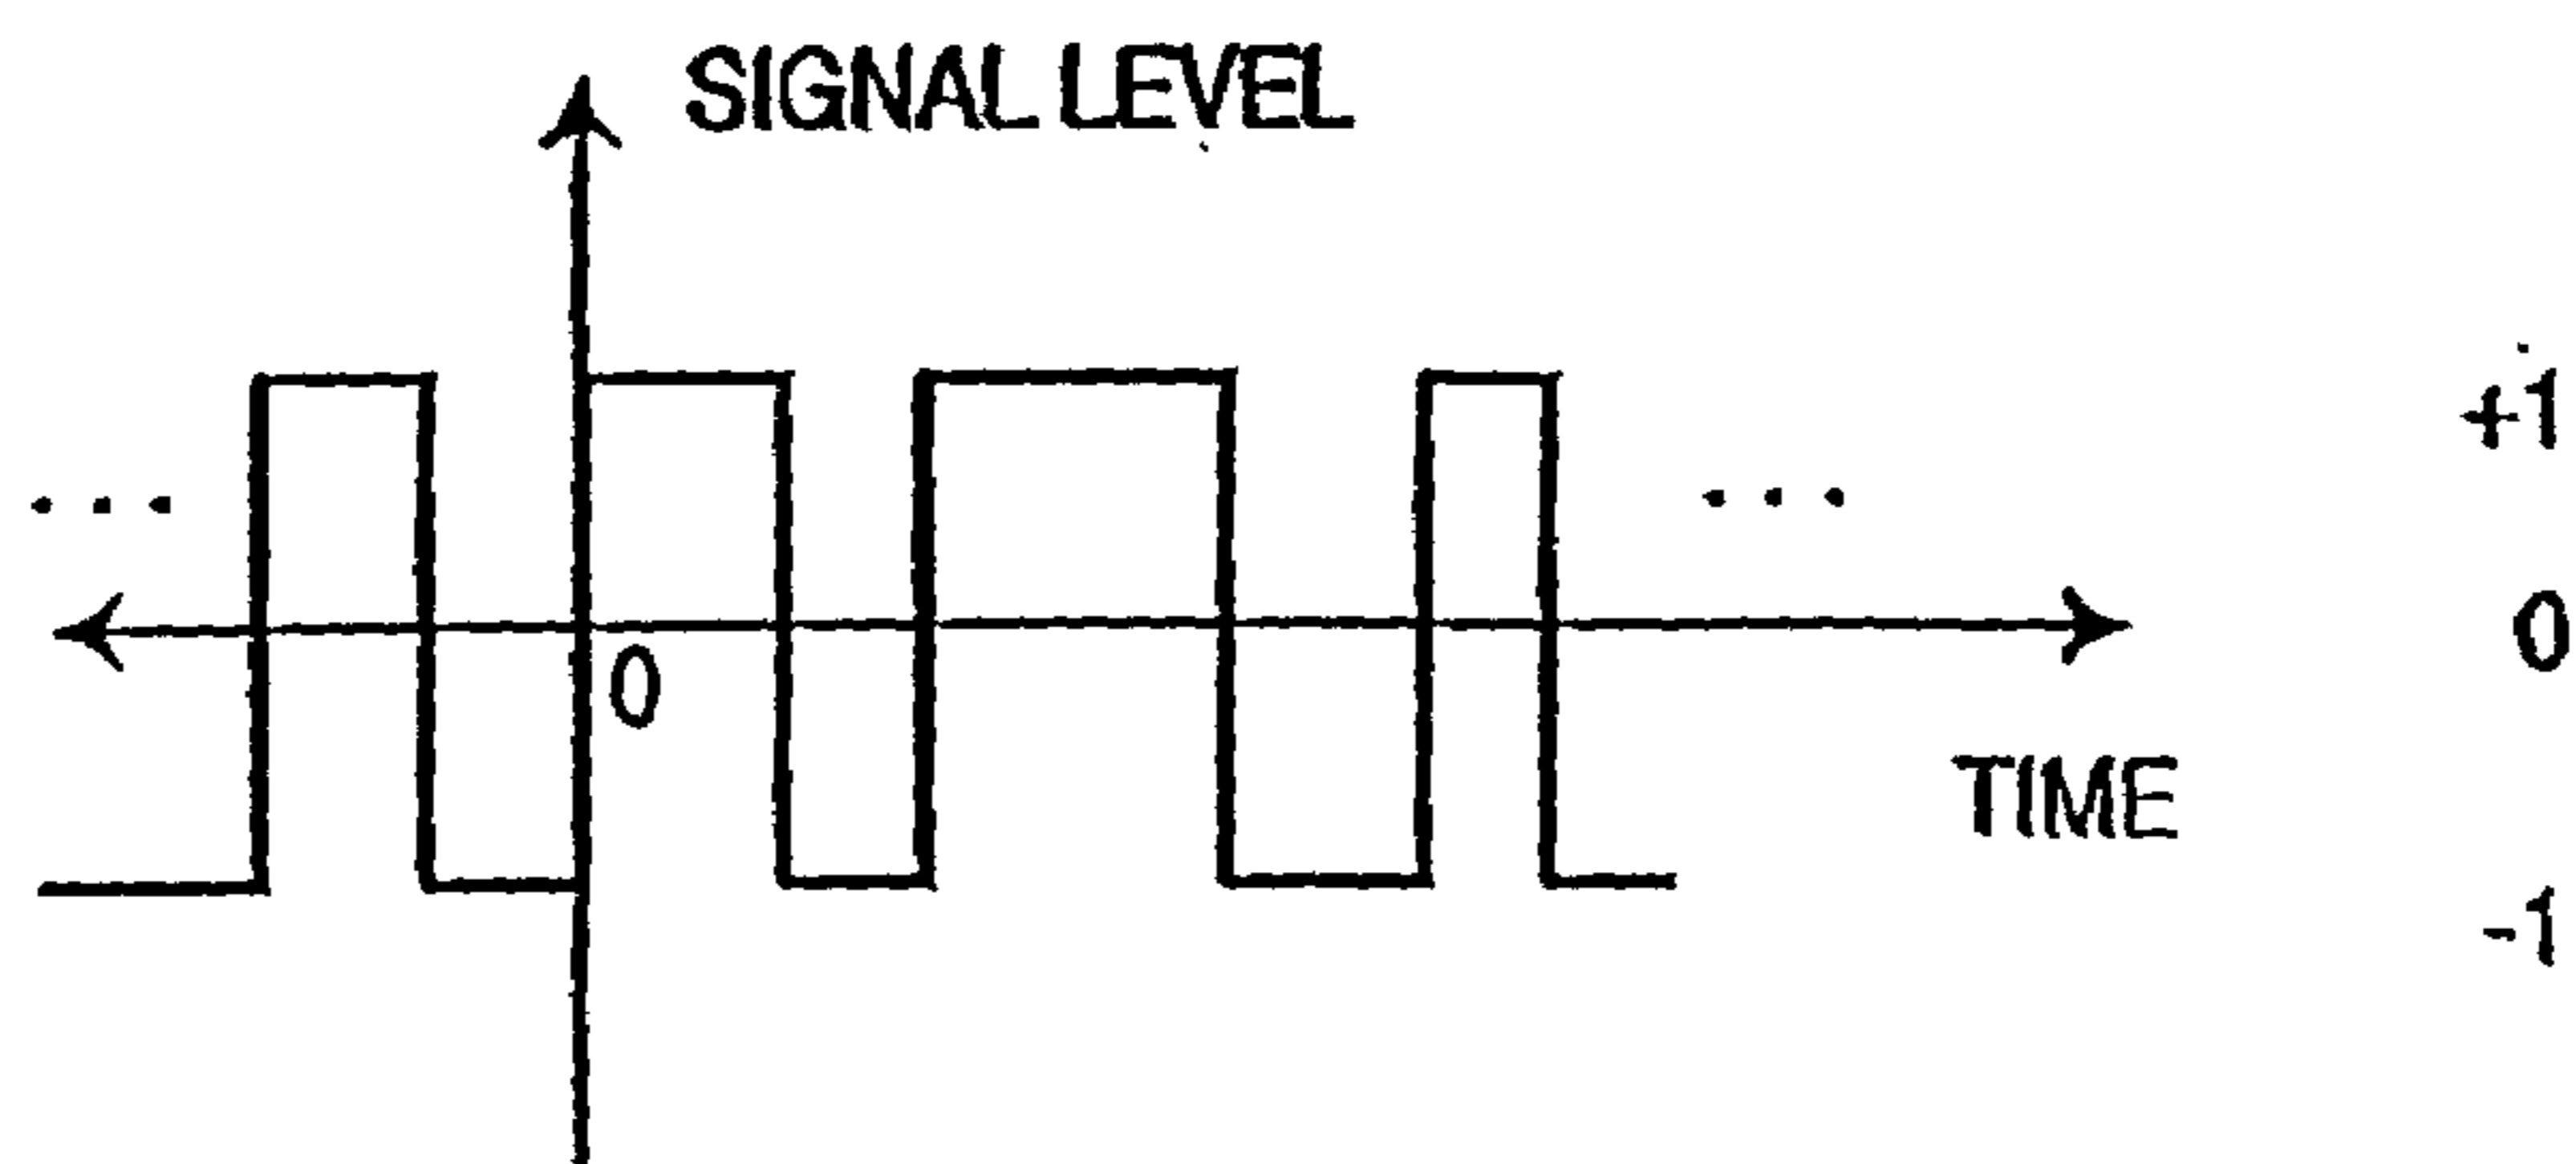 SIGNAL LEVEL
. . .
. . .
+1
0
0
TIME
-1